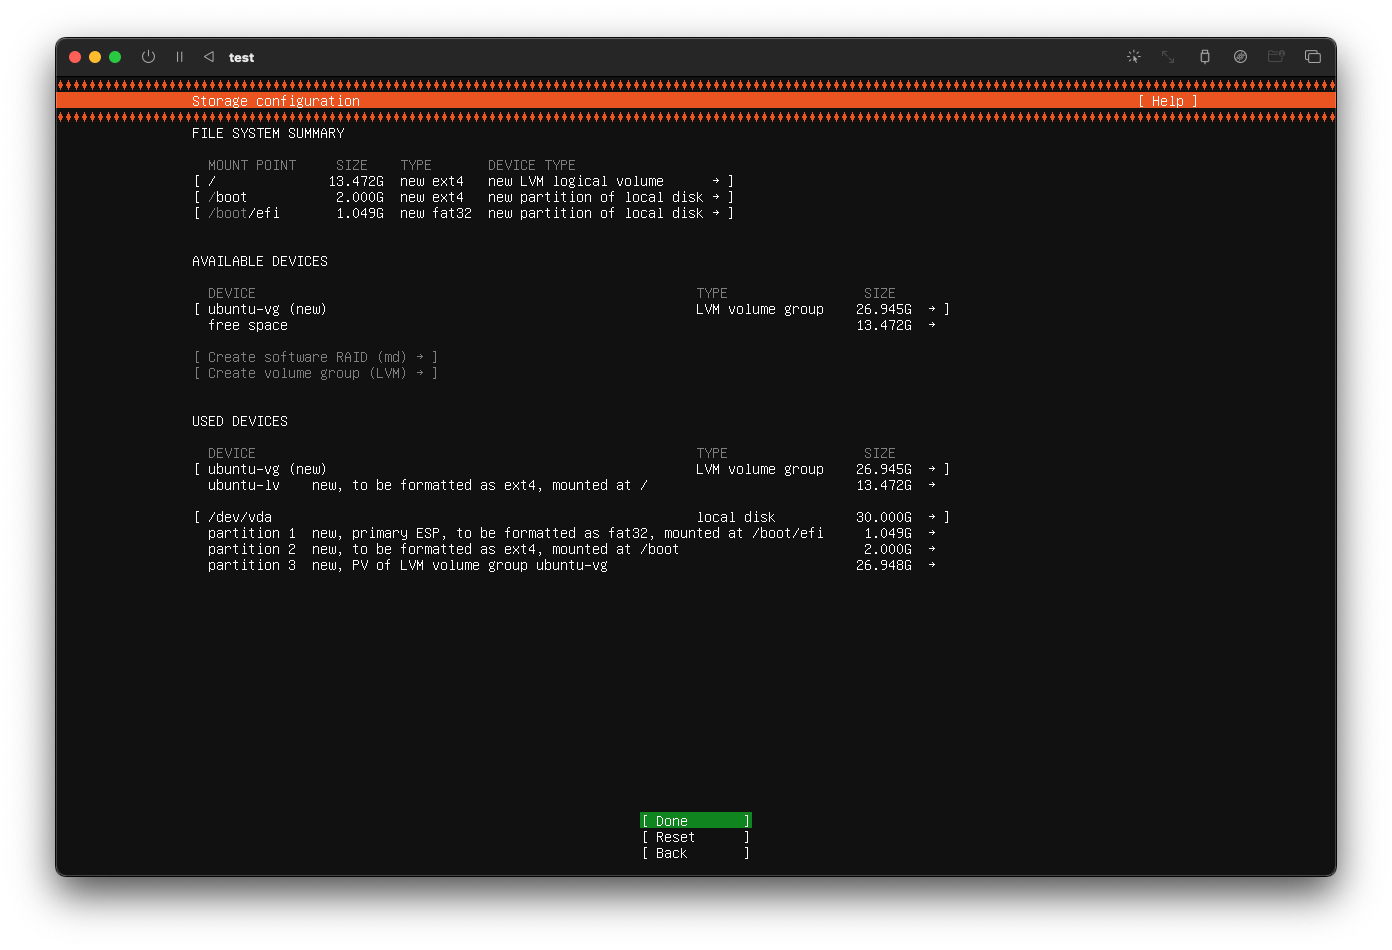 test
Storage configuration [ Help ]
FILE SYSTEM SUMMARY
MOUNT POINT SIZE TYPE DEVICE TYPE
[ / 13.472G new ext4 new LVM logical volume → ]
[ /boot 2.000G new ext4 new partition of local disk → ]
[ /boot/efi 1.049G new fat32 new partition of local disk → ]
AVAILABLE DEVICES
DEVICE TYPE SIZE
[ ubuntu-vg (new) LVM volume group 26.945G → ]
free space 13.472G →
[ Create software RAID (md) → ]
[ Create volume group (LVM) → ]
USED DEVICES
DEVICE TYPE SIZE
[ ubuntu-vg (new) LVM volume group 26.945G → ]
ubuntu-lv new, to be formatted as ext4, mounted at / 13.472G →
[ /dev/vda local disk 30.000G → ]
partition 1 new, primary ESP, to be formatted as fat32, mounted at /boot/efi 1.049G →
partition 2 new, to be formatted as ext4, mounted at /boot 2.000G →
partition 3 new, PV of LVM volume group ubuntu-vg 26.948G →
[ Done ]
[ Reset ]
[ Back ]